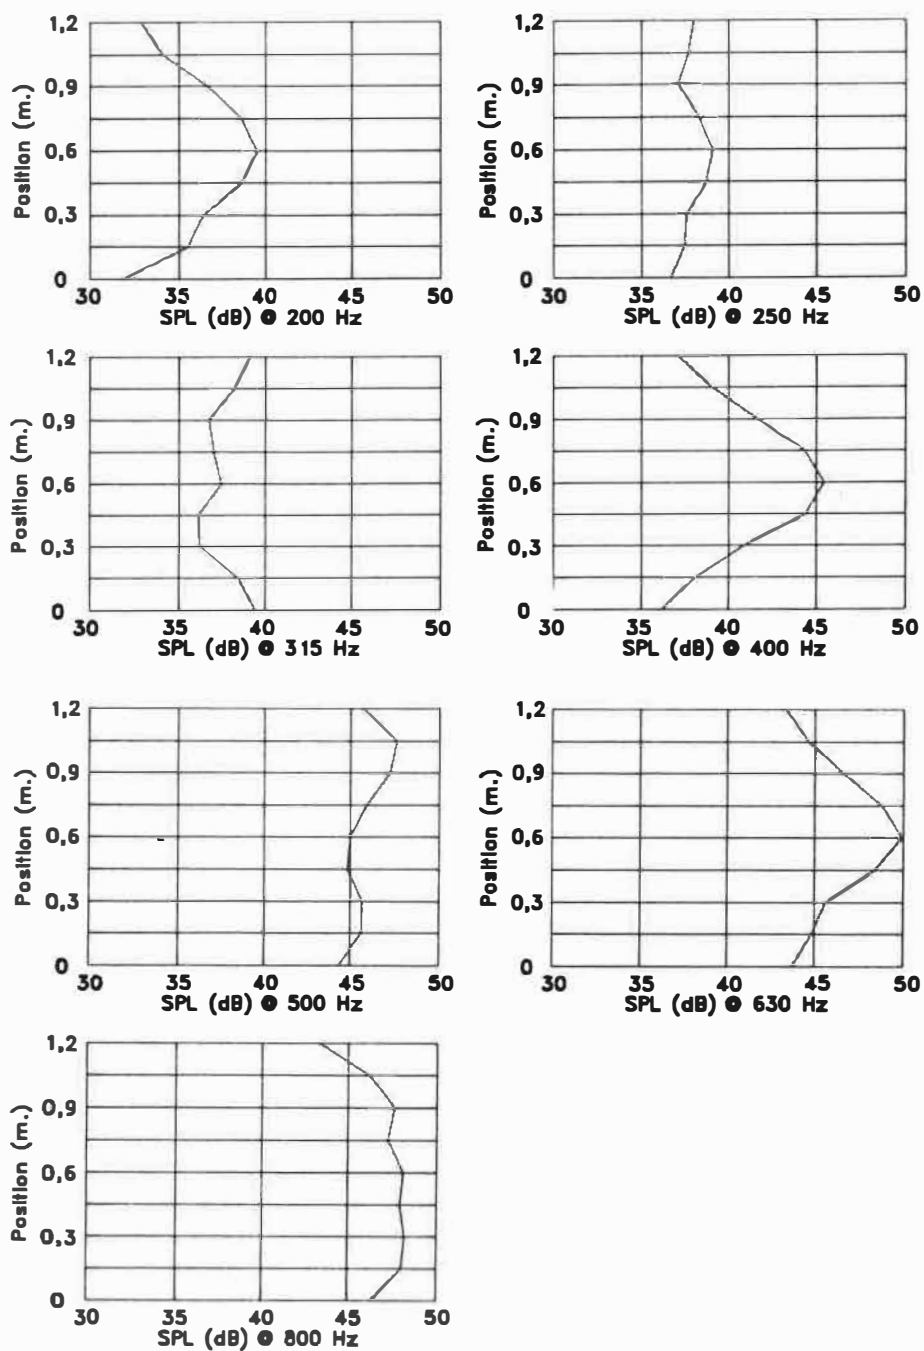 1,2
0,9
0,6
0,3
0
Position (m.)
30 35 40 45 50
SPL (dB) @ 200 Hz
1,2
0,9
0,6
0,3
0
Position (m.)
30 35 40 45 50
SPL (dB) @ 250 Hz
1,2
0,9
0,6
0,3
0
Position (m.)
30 35 40 45 50
SPL (dB) @ 315 Hz
1,2
0,9
0,6
0,3
0
Position (m.)
30 35 40 45 50
SPL (dB) @ 400 Hz
1,2
0,9
0,6
0,3
0
Position (m.)
30 35 40 45 50
SPL (dB) @ 500 Hz
1,2
0,9
0,6
0,3
0
Position (m.)
30 35 40 45 50
SPL (dB) @ 630 Hz
1,2
0,9
0,6
0,3
0
Position (m.)
30 35 40 45 50
SPL (dB) @ 800 Hz